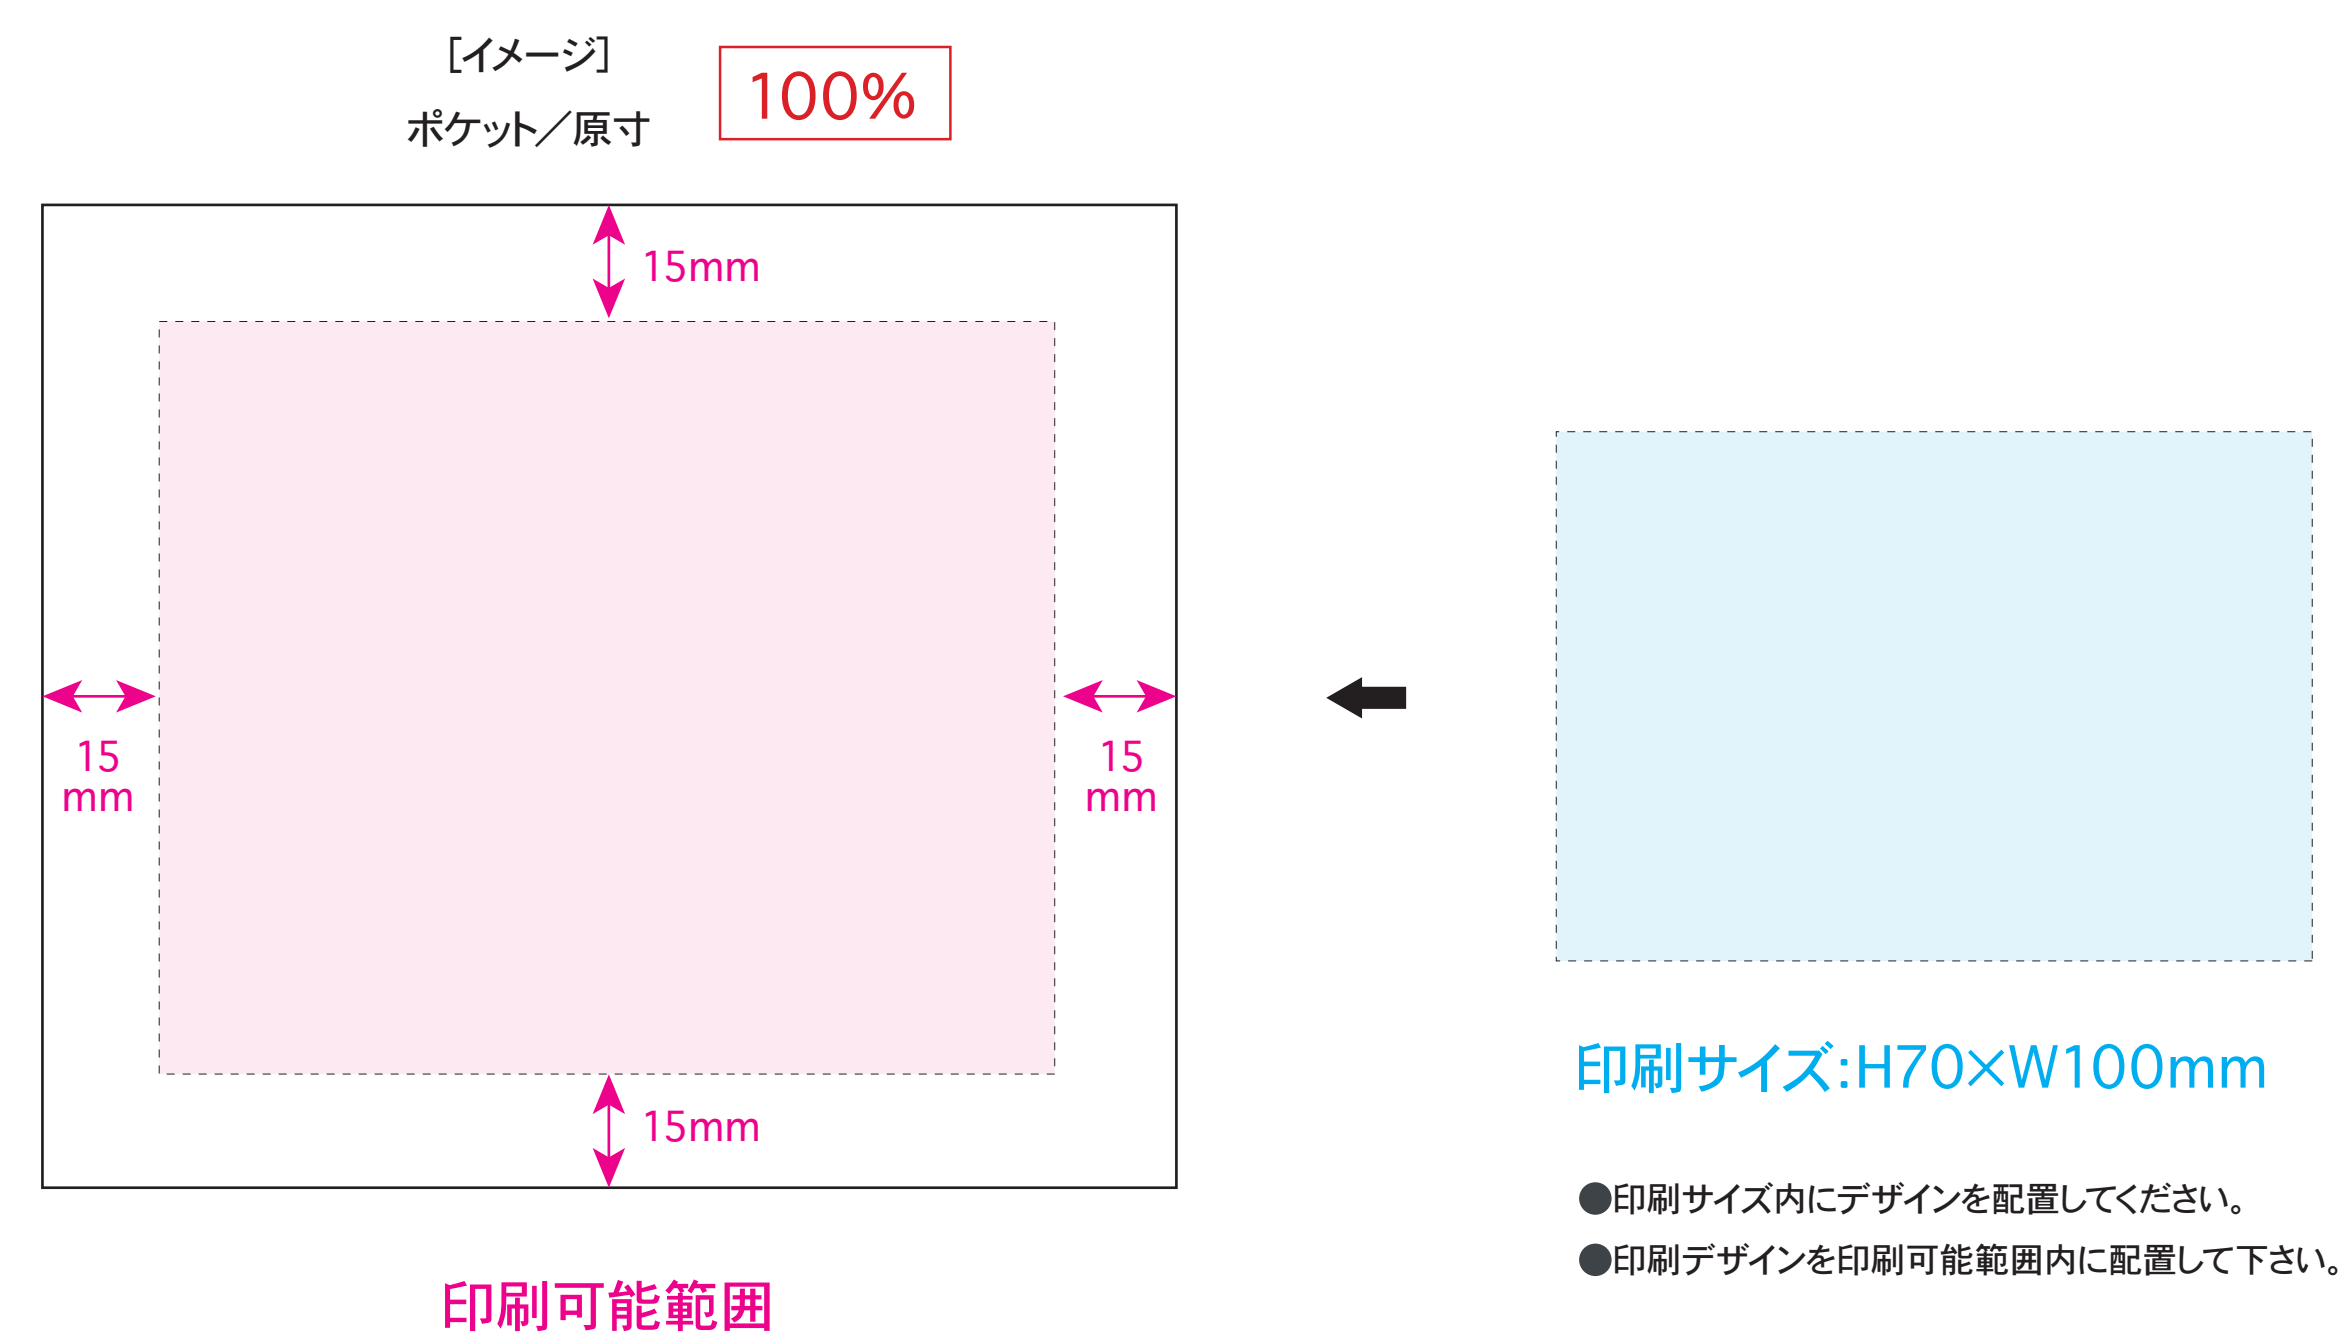 ［イメージ］
ポケット／原寸
100%
15mm
15
mm
15
mm
15mm
印刷可能範囲
印刷サイズ:H70×W100mm
●印刷サイズ内にデザインを配置してください。
●印刷デザインを印刷可能範囲内に配置して下さい。